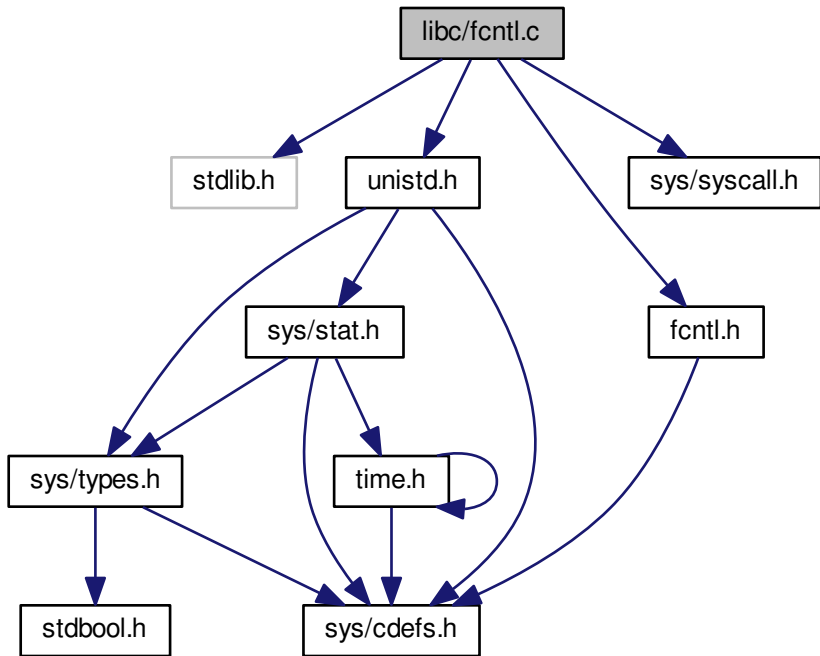 libc/fcntl.c
stdlib.h
unistd.h
sys/syscall.h
sys/stat.h
fcntl.h
sys/types.h
time.h
stdbool.h
sys/cdefs.h